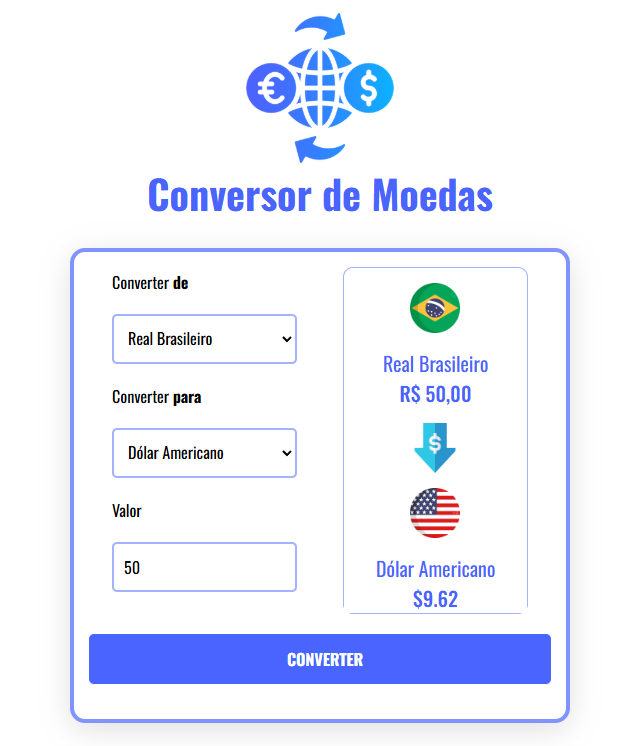 € $
Conversor de Moedas
Converter de
Real Brasileiro
Converter para
Dólar Americano
Valor
50
Real Brasileiro
R$ 50,00
$
Dólar Americano
$9.62
CONVERTER